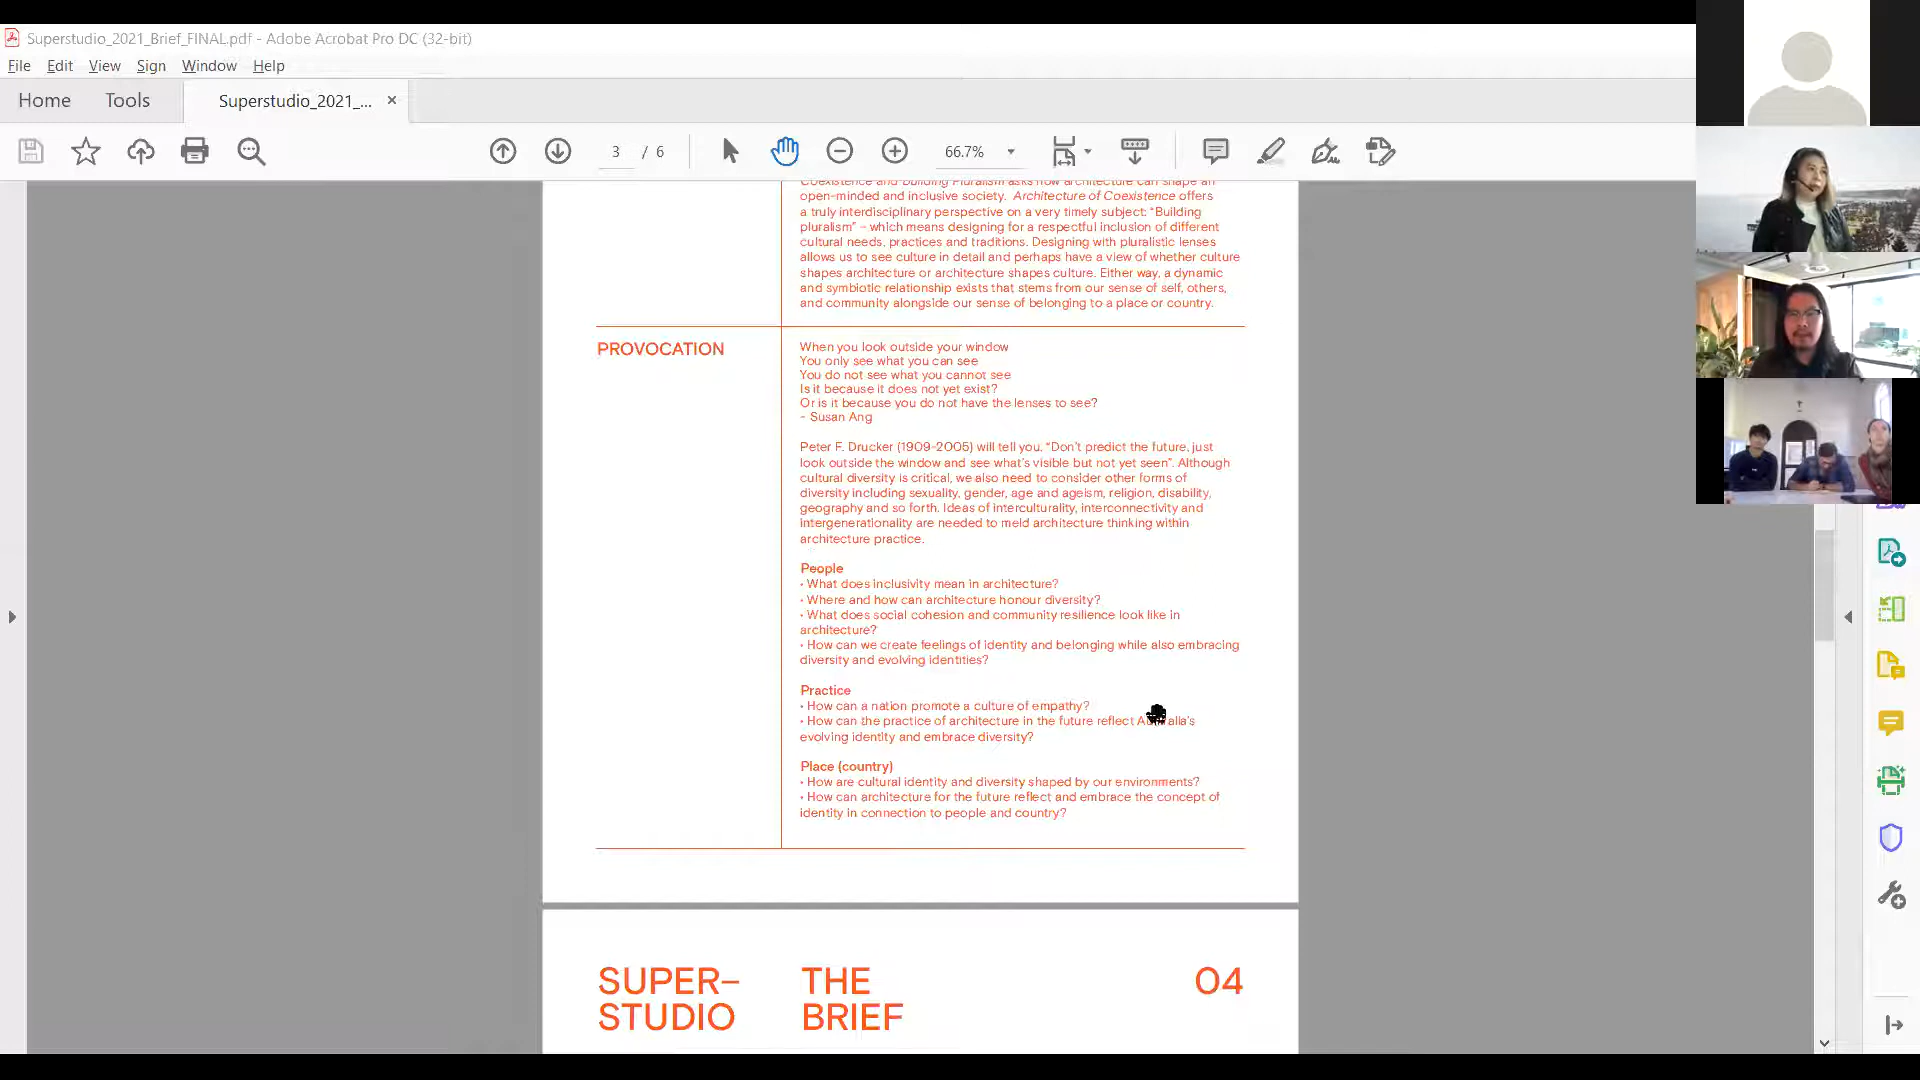 Superstudio_2021_Brief_FINAL.pdf - Adobe Acrobat Pro DC (32-bit)
File Edit View Sign Window Help
Home Tools Superstudio_2021_... ×
3 / 6 66.7%
Coexistence and Building Pluralism asks how architecture can shape an
open-minded and inclusive society. Architecture of Coexistence offers
a truly interdisciplinary perspective on a very timely subject: “Building
pluralism” – which means designing for a respectful inclusion of different
cultural needs, practices and traditions. Designing with pluralistic lenses
allows us to see culture in detail and perhaps have a view of whether culture
shapes architecture or architecture shapes culture. Either way, a dynamic
and symbiotic relationship exists that stems from our sense of self, others,
and community alongside our sense of belonging to a place or country.
PROVOCATION
When you look outside your window
You only see what you can see
You do not see what you cannot see
Is it because it does not yet exist?
Or is it because you do not have the lenses to see?
- Susan Ang
Peter F. Drucker (1909-2005) will tell you, “Don’t predict the future, just
look outside the window and see what’s visible but not yet seen”. Although
cultural diversity is critical, we also need to consider other forms of
diversity including sexuality, gender, age and ageism, religion, disability,
geography and so forth. Ideas of interculturality, interconnectivity and
intergenerationality are needed to meld architecture thinking within
architecture practice.
People
• What does inclusivity mean in architecture?
• Where and how can architecture honour diversity?
• What does social cohesion and community resilience look like in
architecture?
• How can we create feelings of identity and belonging while also embracing
diversity and evolving identities?
Practice
• How can a nation promote a culture of empathy?
• How can the practice of architecture in the future reflect Australia’s
evolving identity and embrace diversity?
Place (country)
• How are cultural identity and diversity shaped by our environments?
• How can architecture for the future reflect and embrace the concept of
identity in connection to people and country?
SUPER–
STUDIO
THE
BRIEF
04